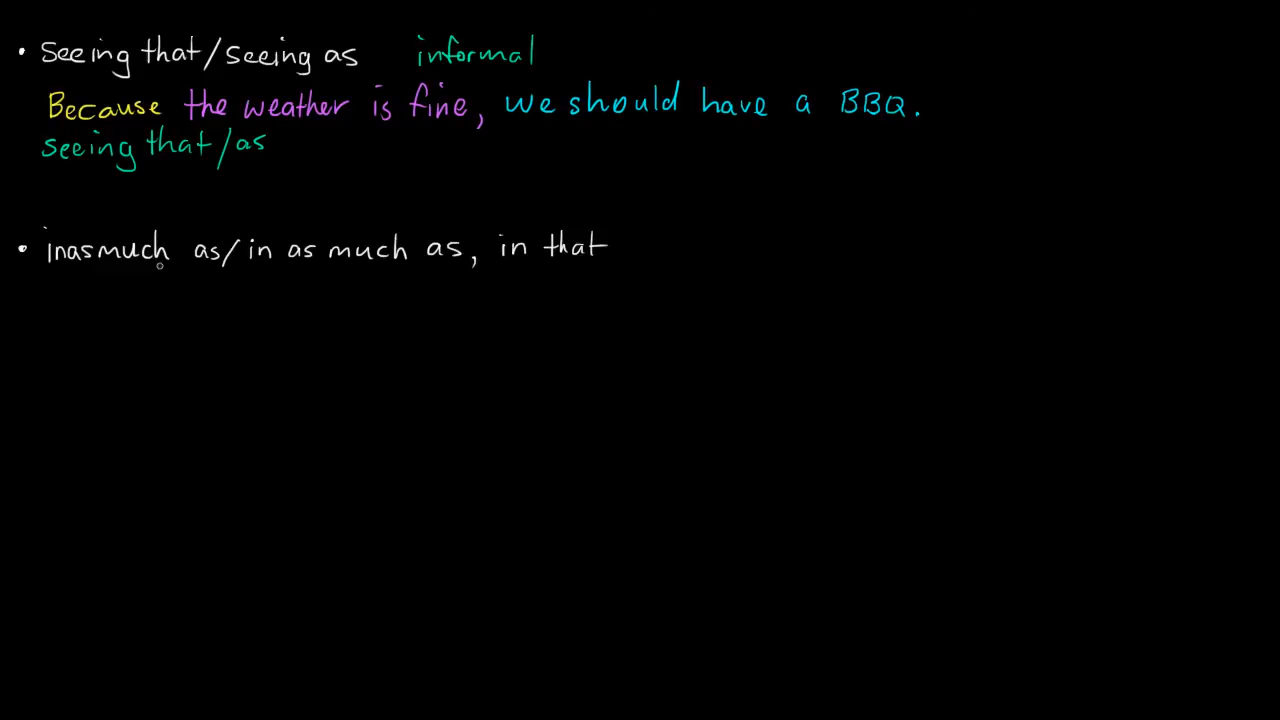 • Seeing that/seeing as informal
Because the weather is fine, we should have a BBQ.
seeing that/as
• inasmuch as/in as much as, in that